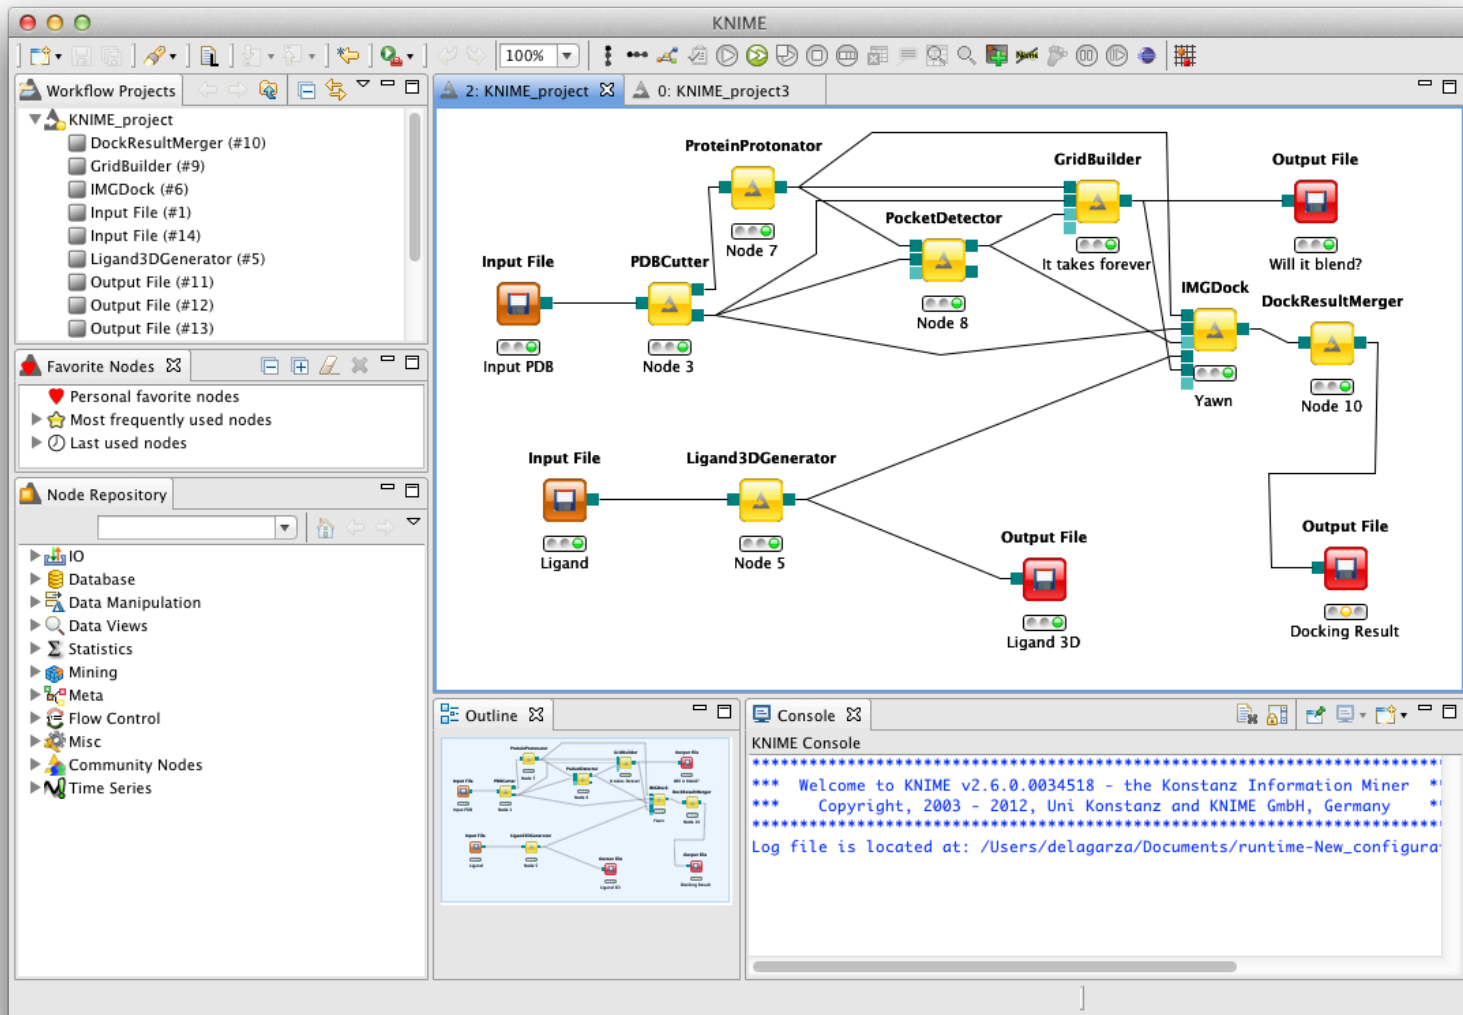 KNIME
100%
Workflow Projects
KNIME_project
DockResultMerger (#10)
GridBuilder (#9)
IMGDock (#6)
Input File (#1)
Input File (#14)
Ligand3DGenerator (#5)
Output File (#11)
Output File (#12)
Output File (#13)
Favorite Nodes
Personal favorite nodes
Most frequently used nodes
Last used nodes
Node Repository
IO
Database
Data Manipulation
Data Views
Statistics
Mining
Meta
Flow Control
Misc
Community Nodes
Time Series
2: KNIME_project
0: KNIME_project3
ProteinProtonator
Node 7
GridBuilder
It takes forever
Output File
Will it blend?
PocketDetector
Node 8
Input File
Input PDB
PDBCutter
Node 3
IMGDock
Yawn
DockResultMerger
Node 10
Input File
Ligand
Ligand3DGenerator
Node 5
Output File
Ligand 3D
Output File
Docking Result
Outline
Console
KNIME Console
*** Welcome to KNIME v2.6.0.0034518 - the Konstanz Information Miner **
*** Copyright, 2003 - 2012, Uni Konstanz and KNIME GmbH, Germany **
Log file is located at: /Users/delagarza/Documents/runtime-New_configura